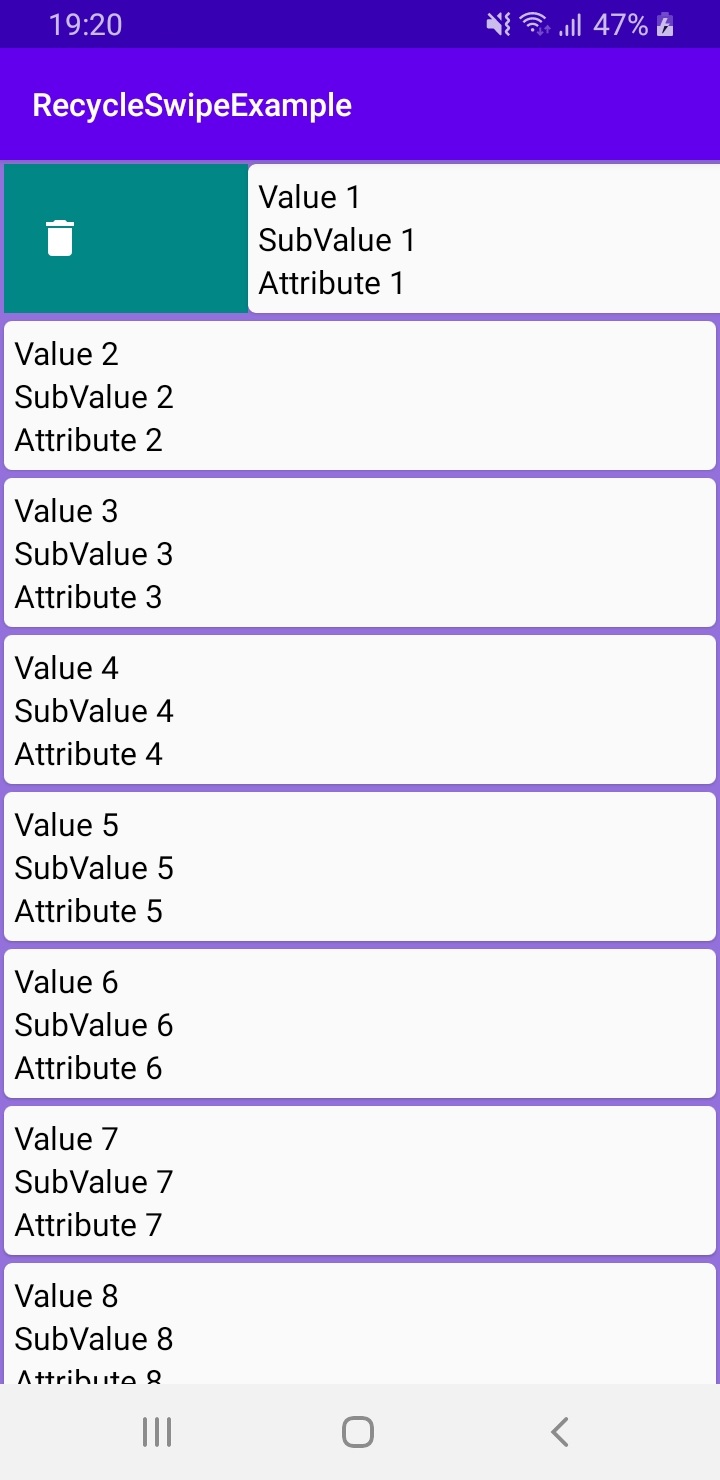 19:20
47%
RecycleSwipeExample
Value 1
SubValue 1
Attribute 1
Value 2
SubValue 2
Attribute 2
Value 3
SubValue 3
Attribute 3
Value 4
SubValue 4
Attribute 4
Value 5
SubValue 5
Attribute 5
Value 6
SubValue 6
Attribute 6
Value 7
SubValue 7
Attribute 7
Value 8
SubValue 8
Attribute 8